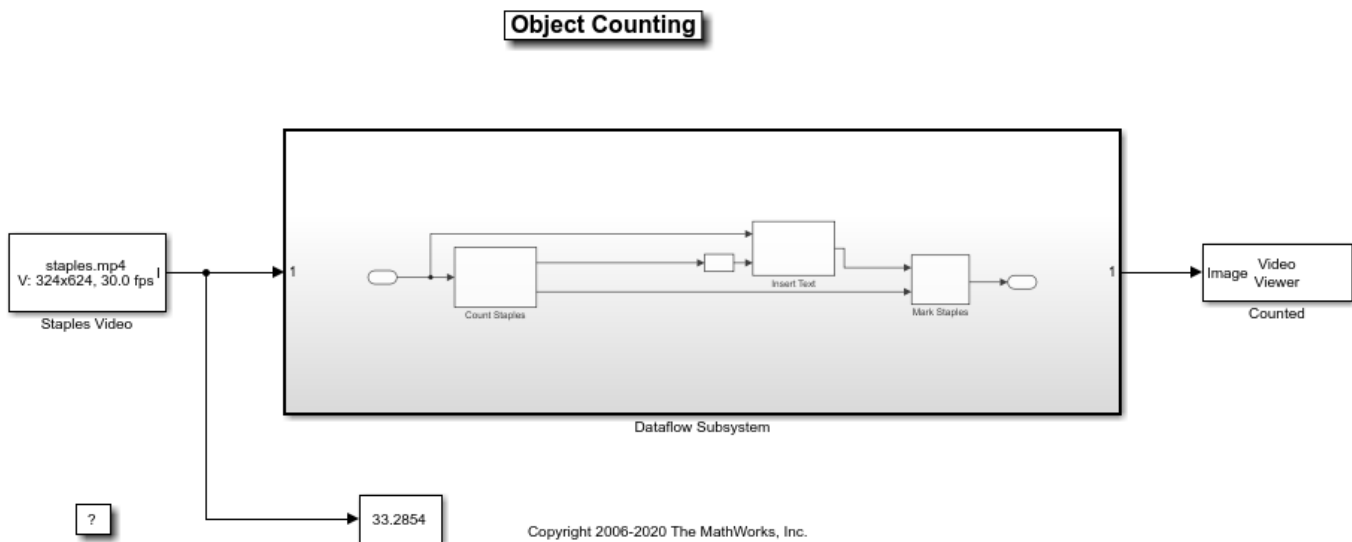 Object Counting
staples.mp4
V: 324x624, 30.0 fps
I
Staples Video
1
Count Staples
Insert Text
Mark Staples
1
Dataflow Subsystem
Image
Video
Viewer
Counted
?
33.2854
Copyright 2006-2020 The MathWorks, Inc.